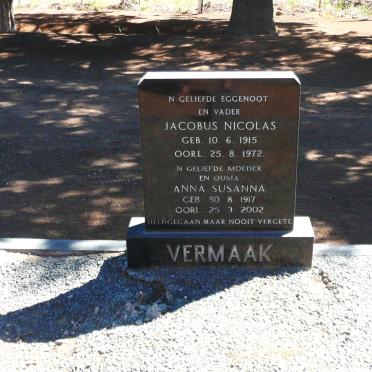 'N GELIEFDE EGGENOOT
EN VADER
JACOBUS NICOLAS
GEB. 10. 6. 1915
OORL. 25. 8. 1972.
'N GELIEFDE MOEDER
EN OUMA
ANNA SUSANNA
GEB. 30 . 8 . 1917
OORL. 25 . 3 . 2002
HEENGEGAAN MAAR NOOIT VERGETE
VERMAAK